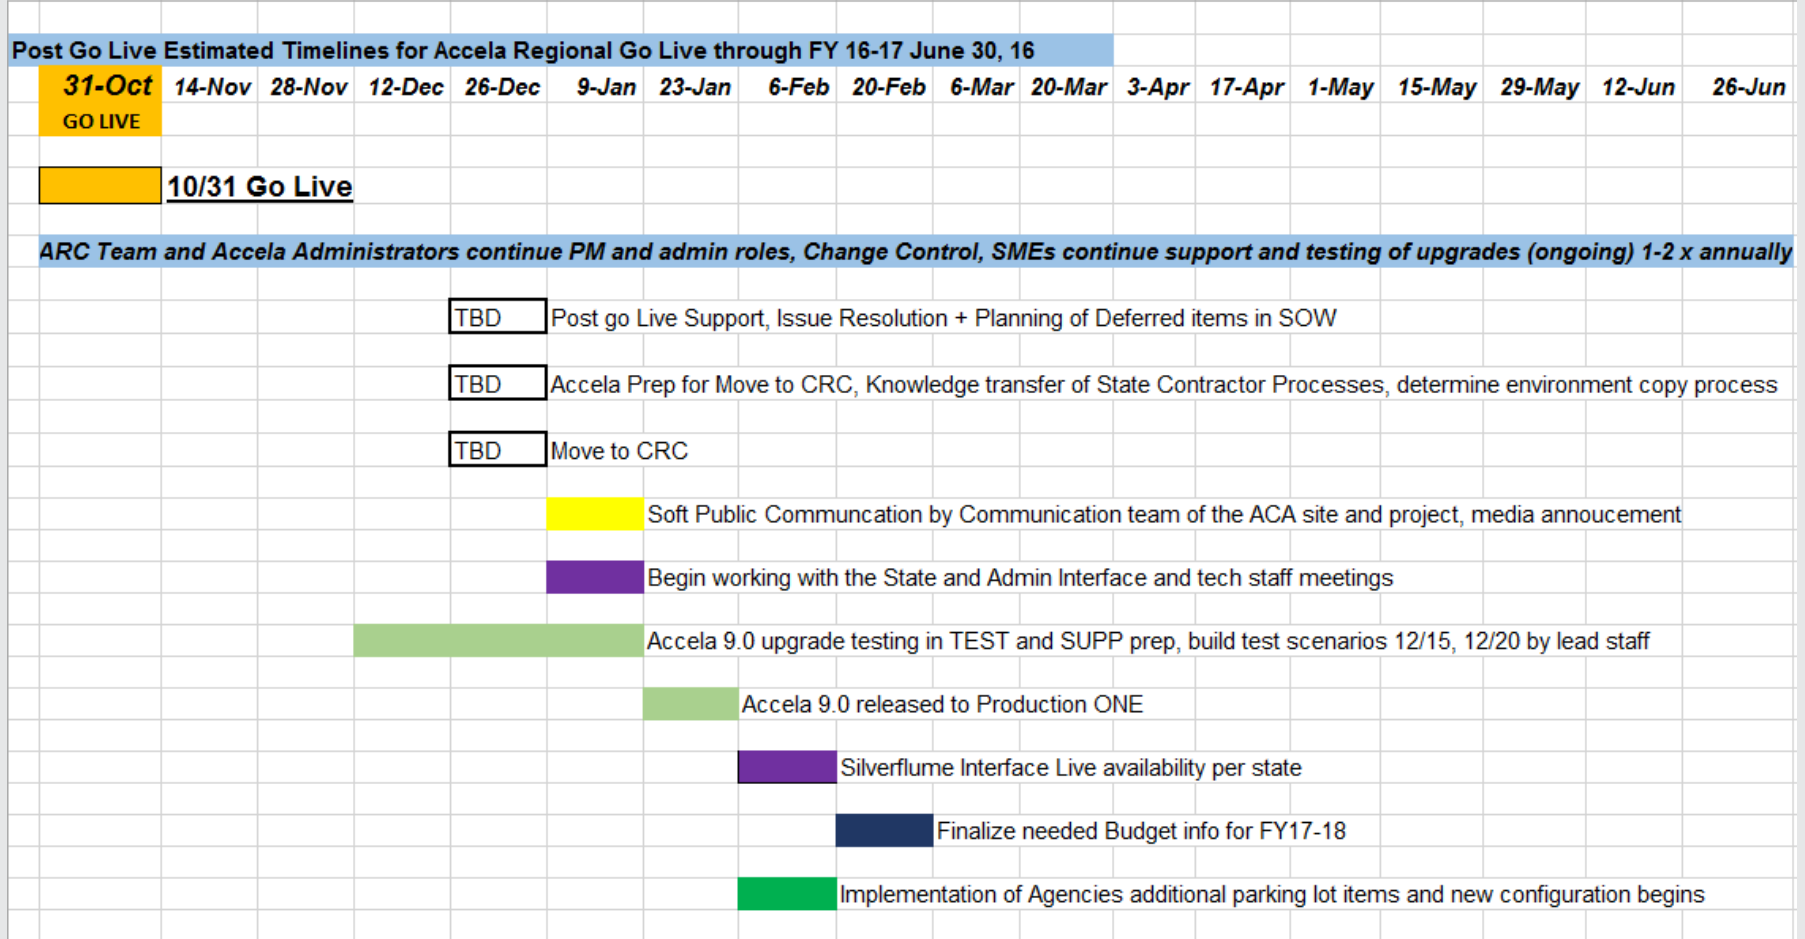 Post Go Live Estimated Timelines for Accela Regional Go Live through FY 16-17 June 30, 16
31-Oct 14-Nov 28-Nov 12-Dec 26-Dec 9-Jan 23-Jan 6-Feb 20-Feb 6-Mar 20-Mar 3-Apr 17-Apr 1-May 15-May 29-May 12-Jun 26-Jun
GO LIVE
10/31 Go Live
ARC Team and Accela Administrators continue PM and admin roles, Change Control, SMEs continue support and testing of upgrades (ongoing) 1-2 x annually
TBD Post go Live Support, Issue Resolution + Planning of Deferred items in SOW
TBD Accela Prep for Move to CRC, Knowledge transfer of State Contractor Processes, determine environment copy process
TBD Move to CRC
Soft Public Communcation by Communication team of the ACA site and project, media annoucement
Begin working with the State and Admin Interface and tech staff meetings
Accela 9.0 upgrade testing in TEST and SUPP prep, build test scenarios 12/15, 12/20 by lead staff
Accela 9.0 released to Production ONE
Silverflume Interface Live availability per state
Finalize needed Budget info for FY17-18
Implementation of Agencies additional parking lot items and new configuration begins